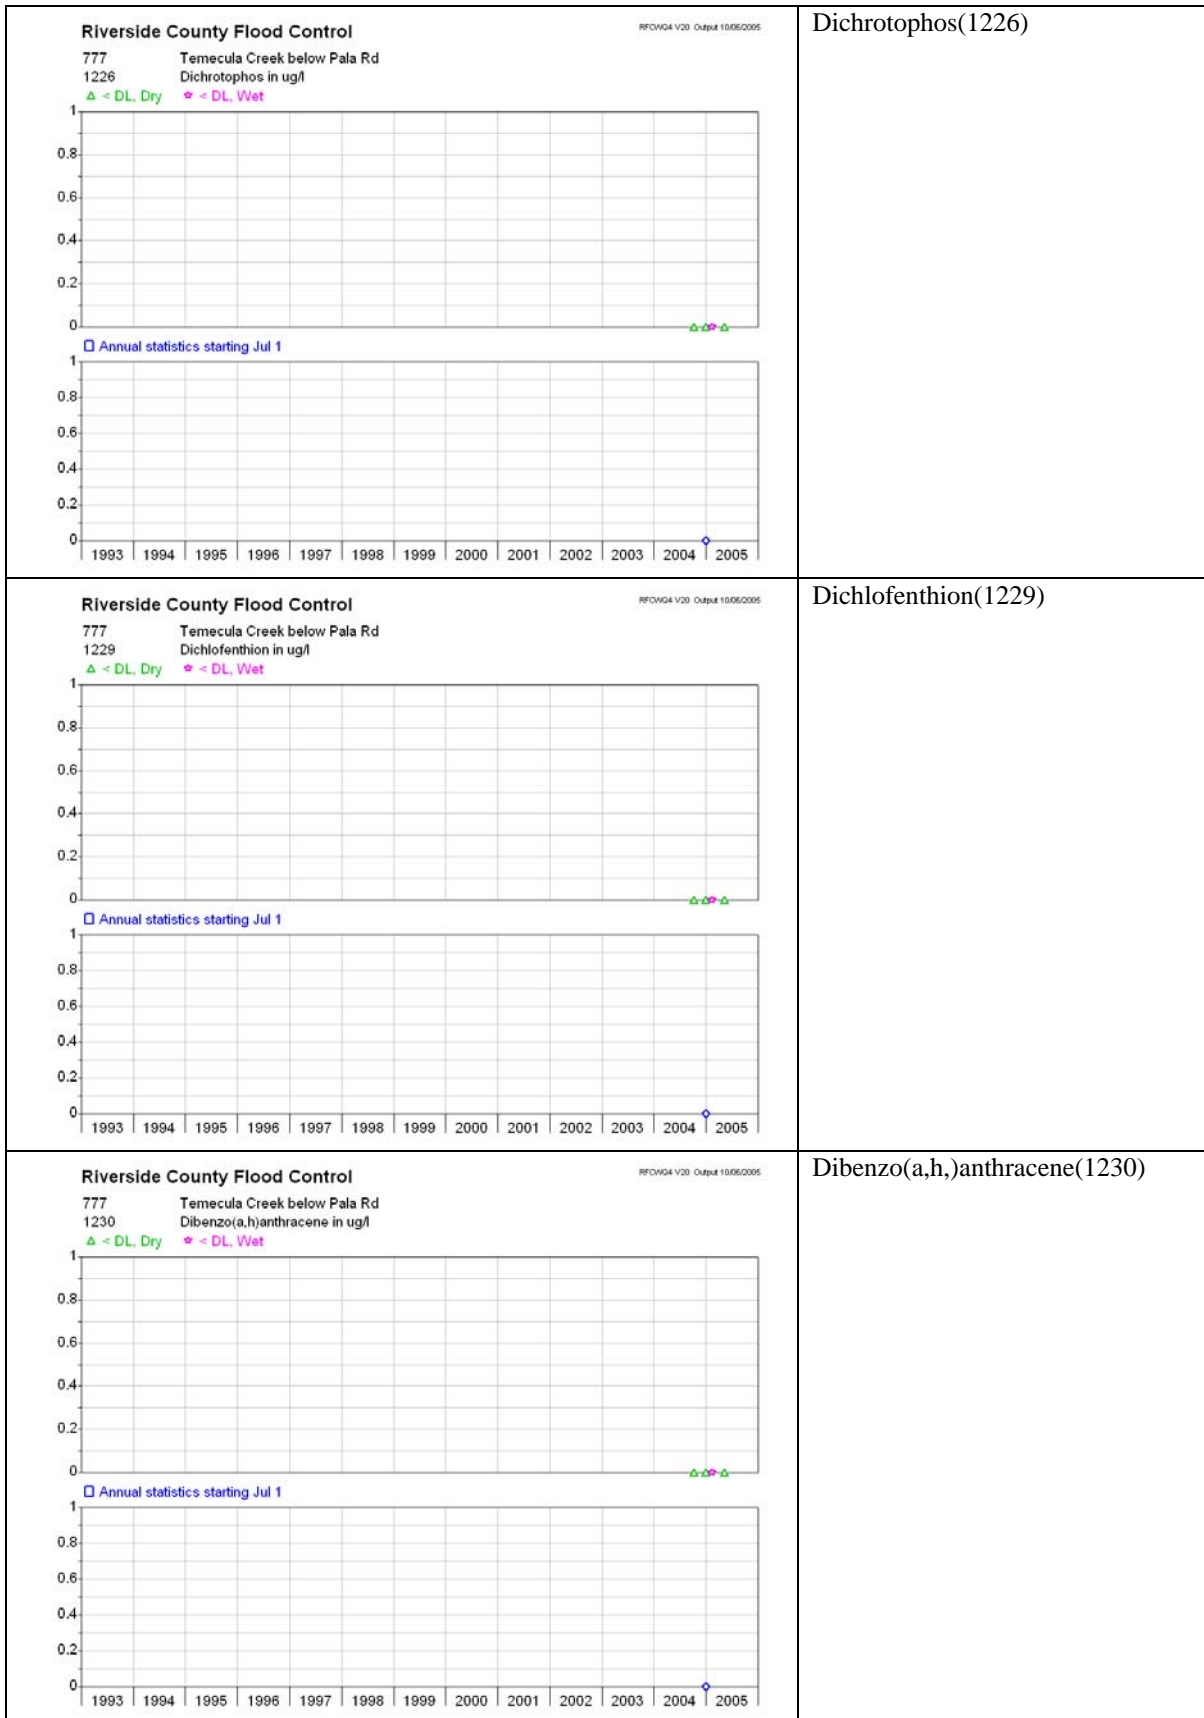 Riverside County Flood Control RFCWQ4 V20 Output 10/06/2005
777 Temecula Creek below Pala Rd
1226 Dichrotophos in ug/l
< DL, Dry < DL, Wet
1
0.8
0.6
0.4
0.2
0
Annual statistics starting Jul 1
1
0.8
0.6
0.4
0.2
0
1993 1994 1995 1996 1997 1998 1999 2000 2001 2002 2003 2004 2005
Dichrotophos(1226)
Riverside County Flood Control RFCWQ4 V20 Output 10/06/2005
777 Temecula Creek below Pala Rd
1229 Dichlofenthion in ug/l
< DL, Dry < DL, Wet
1
0.8
0.6
0.4
0.2
0
Annual statistics starting Jul 1
1
0.8
0.6
0.4
0.2
0
1993 1994 1995 1996 1997 1998 1999 2000 2001 2002 2003 2004 2005
Dichlofenthion(1229)
Riverside County Flood Control RFCWQ4 V20 Output 10/06/2005
777 Temecula Creek below Pala Rd
1230 Dibenzo(a,h)anthracene in ug/l
< DL, Dry < DL, Wet
1
0.8
0.6
0.4
0.2
0
Annual statistics starting Jul 1
1
0.8
0.6
0.4
0.2
0
1993 1994 1995 1996 1997 1998 1999 2000 2001 2002 2003 2004 2005
Dibenzo(a,h,)anthracene(1230)